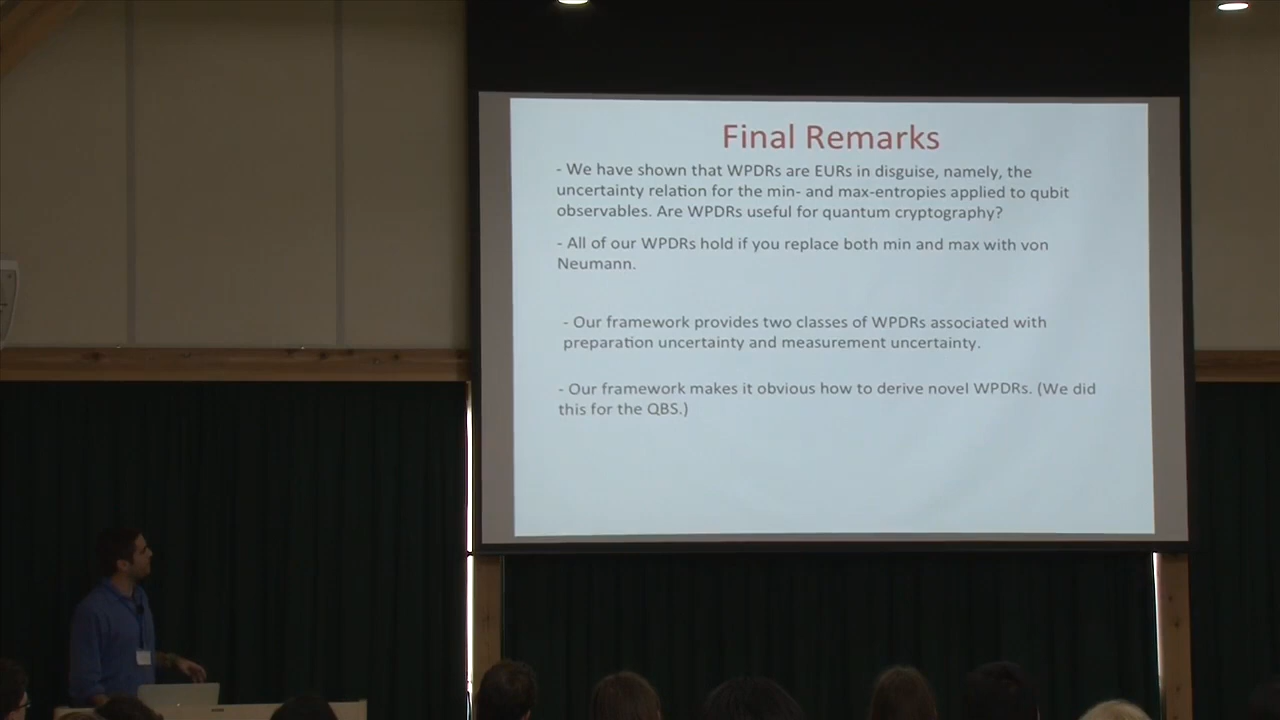 Final Remarks
- We have shown that WPDRs are EURs in disguise, namely, the
uncertainty relation for the min- and max-entropies applied to qubit
observables. Are WPDRs useful for quantum cryptography?
- All of our WPDRs hold if you replace both min and max with von
Neumann.
- Our framework provides two classes of WPDRs associated with
preparation uncertainty and measurement uncertainty.
- Our framework makes it obvious how to derive novel WPDRs. (We did
this for the QBS.)